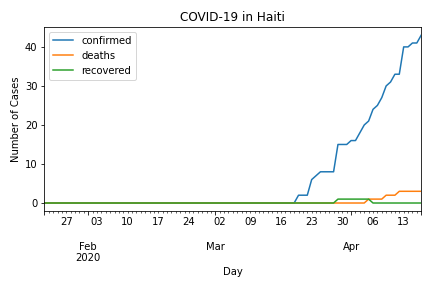 COVID-19 in Haiti
confirmed
deaths
recovered
Number of Cases
40
30
20
10
0
27 03 10 17 24 02 09 16 23 30 06 13
Feb Mar Apr
2020
Day